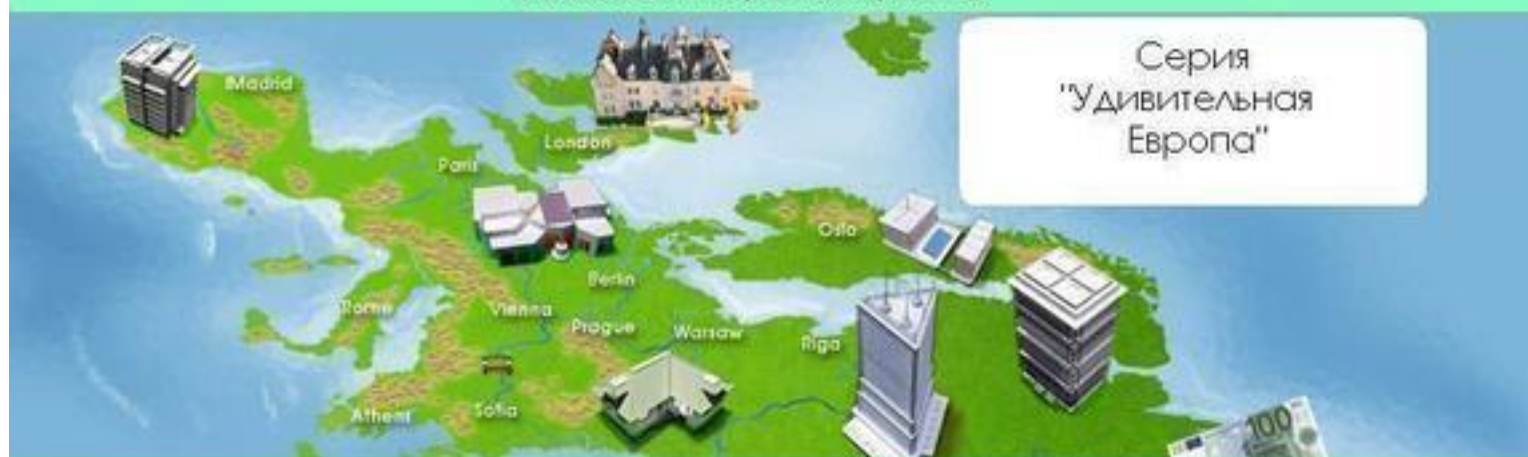 Серия
"Удивительная
Европа"
Madrid
London
Paris
Oslo
Berlin
Rome
Vienna
Prague
Warsaw
Riga
Athens
Sofia
100